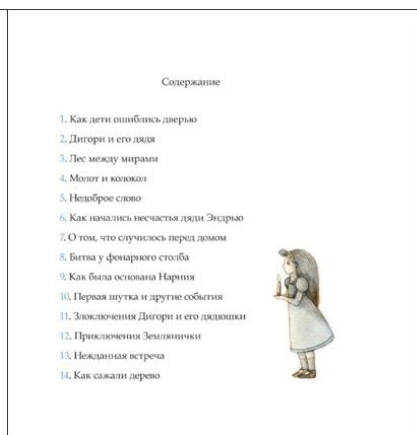 Содержание
1. Как дети ошиблись дверью
2. Дигори и его дядя
3. Лес между мирами
4. Молот и колокол
5. Недоброе слово
6. Как начались несчастья дяди Эндрью
7. О том, что случилось перед домом
8. Битва у фонарного столба
9. Как была основана Нарния
10. Первая шутка и другие события
11. Злоключения Дигори и его дядюшки
12. Приключения Землянички
13. Нежданная встреча
14. Как сажали дерево